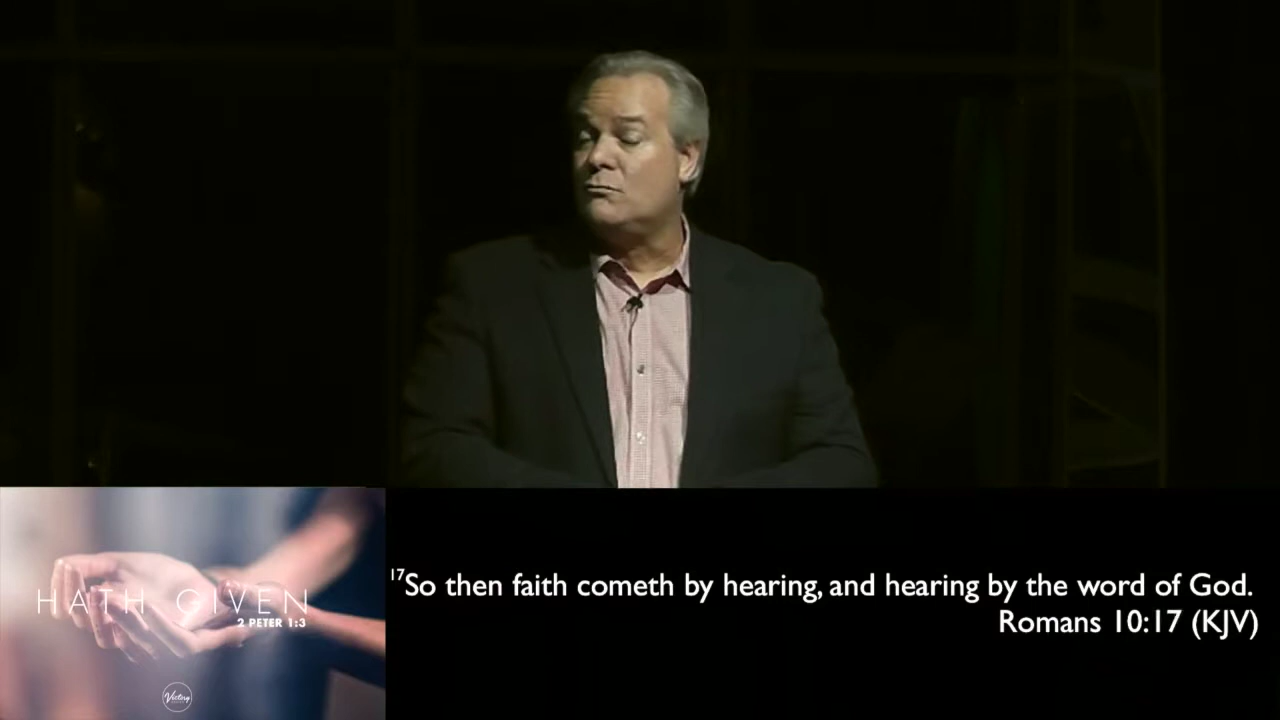 HATH GIVEN
2 PETER 1:3
Victory
17So then faith cometh by hearing, and hearing by the word of God.
Romans 10:17 (KJV)